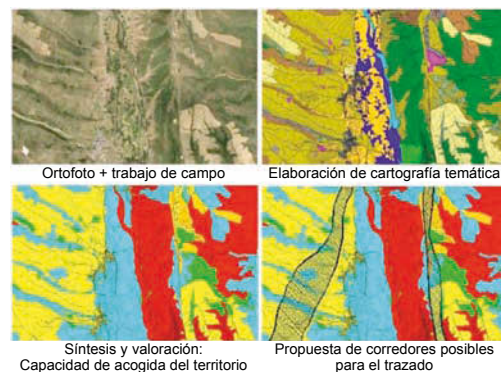 Ortofoto + trabajo de campo
Elaboración de cartografía temática
Síntesis y valoración:
Capacidad de acogida del territorio
Propuesta de corredores posibles
para el trazado